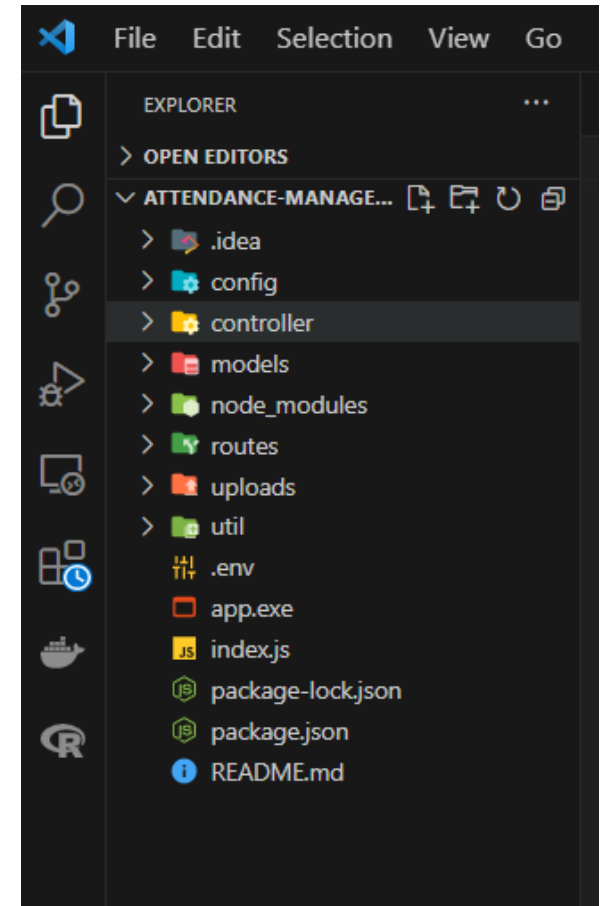 File Edit Selection View Go
EXPLORER ...
OPEN EDITORS
ATTENDANCE-MANAGE...
.idea
config
controller
models
node_modules
routes
uploads
util
.env
app.exe
JS index.js
package-lock.json
package.json
README.md